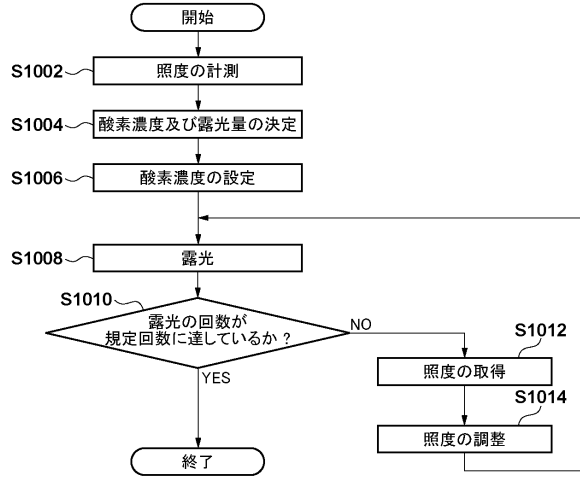 開始
S1002
照度の計測
S1004
酸素濃度及び露光量の決定
S1006
酸素濃度の設定
S1008
露光
S1010
露光の回数が
規定回数に達しているか？
NO
YES
S1012
照度の取得
S1014
照度の調整
終了